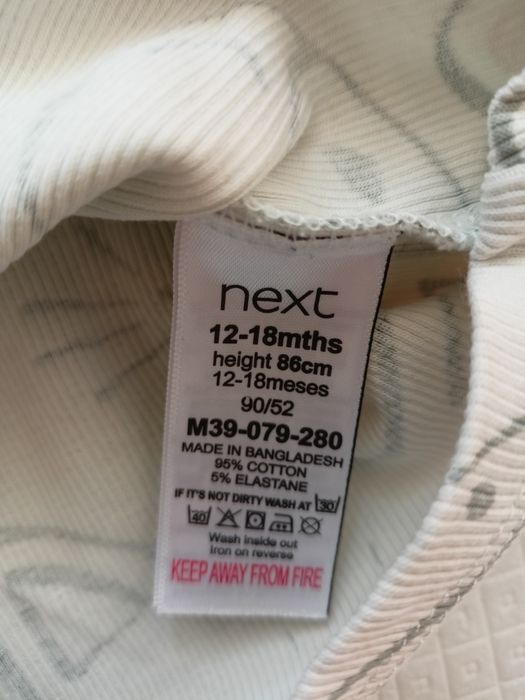 next
12-18mths
height 86cm
12-18meses
90/52
M39-079-280
MADE IN BANGLADESH
95% COTTON
5% ELASTANE
IF IT'S NOT DIRTY WASH AT 30
40
Wash inside out
Iron on reverse
KEEP AWAY FROM FIRE